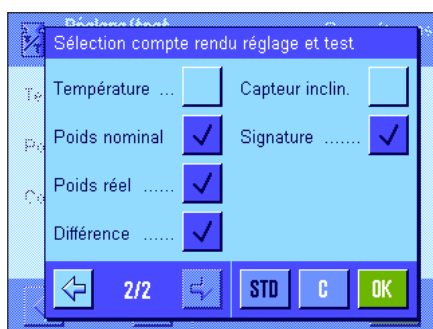 Sélection compte rendu réglage et test
Température ...
Capteur inclin.
Poids nominal
Signature .......
Poids réel ......
Différence ......
2/2
STD
C
OK